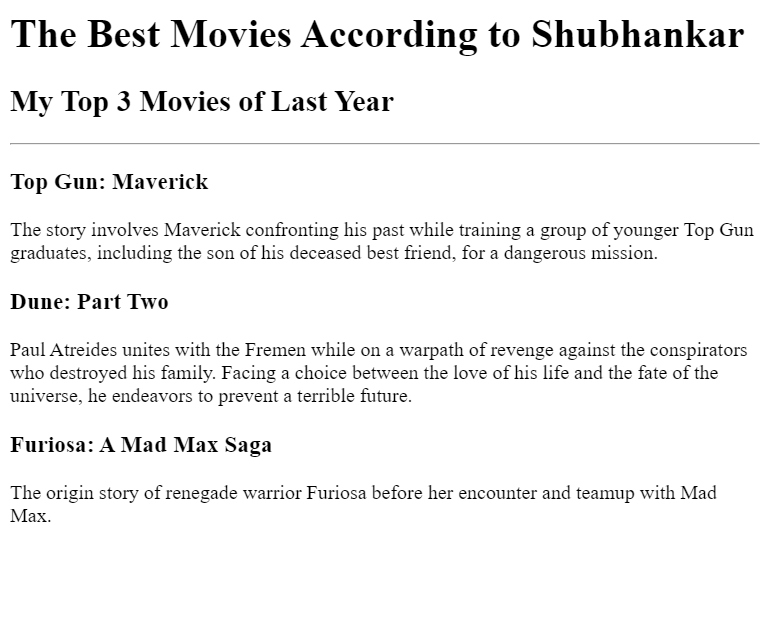 The Best Movies According to Shubhankar
My Top 3 Movies of Last Year
Top Gun: Maverick
The story involves Maverick confronting his past while training a group of younger Top Gun
graduates, including the son of his deceased best friend, for a dangerous mission.
Dune: Part Two
Paul Atreides unites with the Fremen while on a warpath of revenge against the conspirators
who destroyed his family. Facing a choice between the love of his life and the fate of the
universe, he endeavors to prevent a terrible future.
Furiosa: A Mad Max Saga
The origin story of renegade warrior Furiosa before her encounter and teamup with Mad
Max.